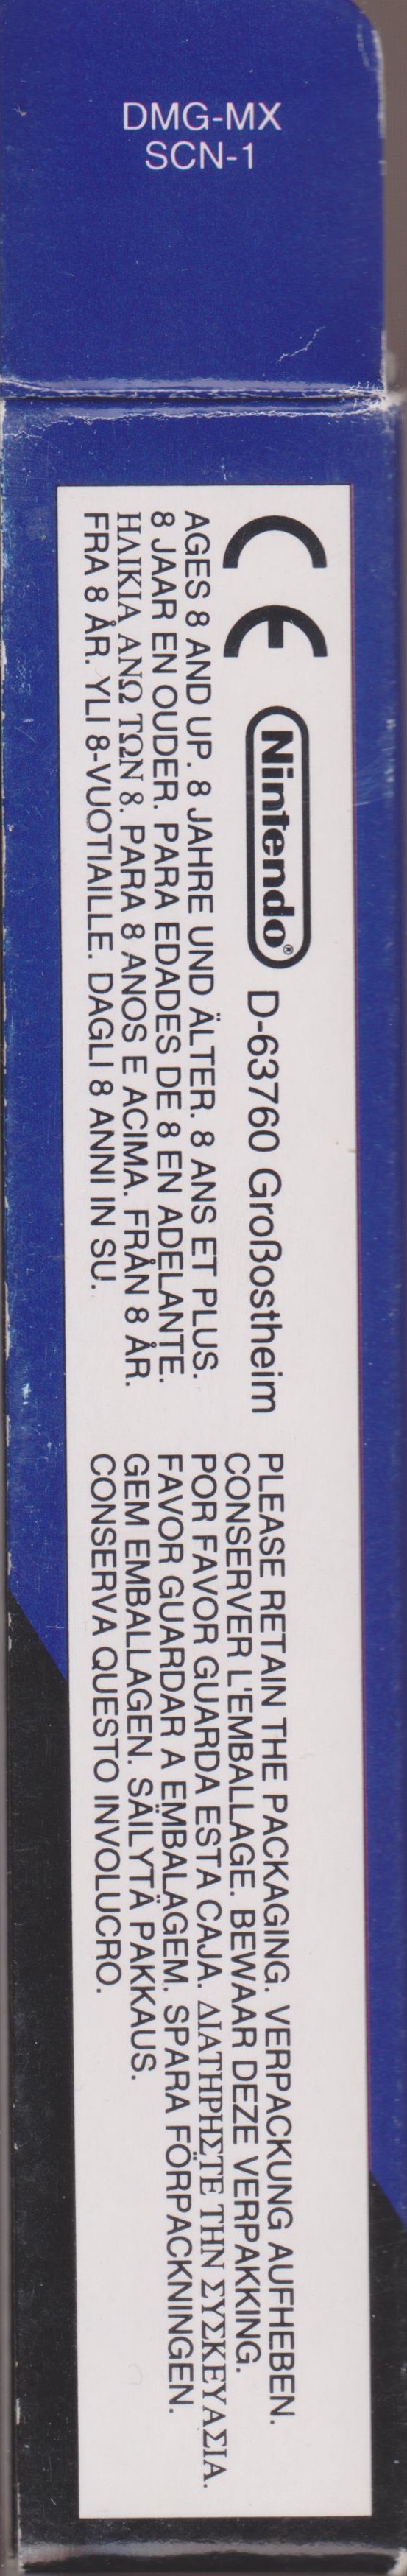 DMG-MX
SCN-1
CE Nintendo® D-63760 Großostheim
AGES 8 AND UP. 8 JAHRE UND ÄLTER. 8 ANS ET PLUS.
8 JAAR EN OUDER. PARA EDADES DE 8 EN ADELANTE.
ΗΛΙΚΙΑ ΑΝΩ ΤΩΝ 8. PARA 8 ANOS E ACIMA. FRÅN 8 ÅR.
FRA 8 ÅR. YLI 8-VUOTIAILLE. DAGLI 8 ANNI IN SU.
PLEASE RETAIN THE PACKAGING. VERPACKUNG AUFHEBEN.
CONSERVER L'EMBALLAGE. BEWAAR DEZE VERPAKKING.
POR FAVOR GUARDA ESTA CAJA. ΔΙΑΤΗΡΗΣΤΕ ΤΗΝ ΣΥΣΚΕΥΑΣΙΑ.
FAVOR GUARDAR A EMBALAGEM. SPARA FÖRPACKNINGEN.
GEM EMBALLAGEN. SÄILYTÄ PAKKAUS.
CONSERVA QUESTO INVOLUCRO.